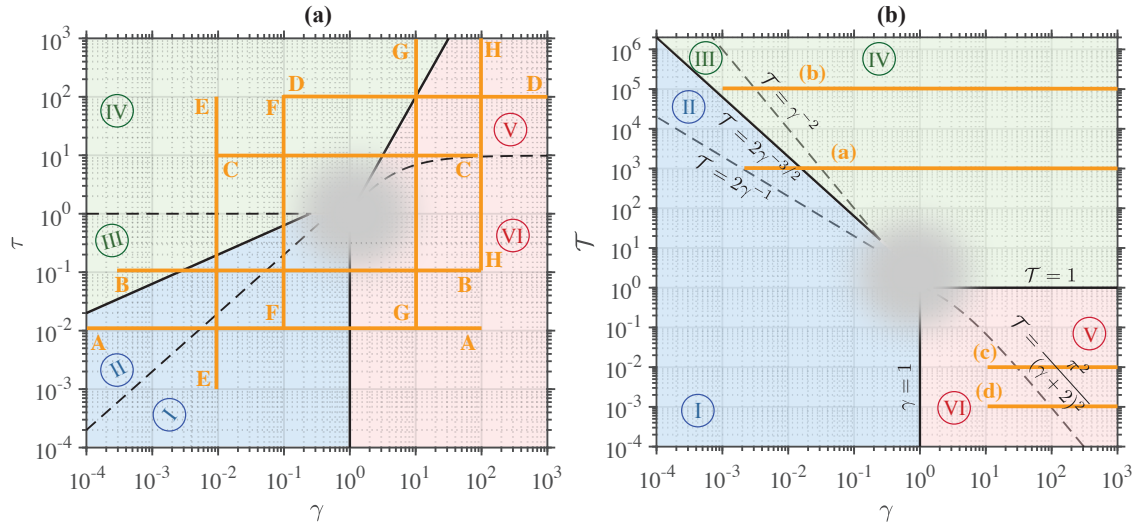 (a)
10^3
10^2
10^1
10^0
10^-1
10^-2
10^-3
10^-4
τ
10^-4
10^-3
10^-2
10^-1
10^0
10^1
10^2
10^3
γ
G
H
D
D
E
F
IV
V
C
C
III
VI
H
B
B
F
G
A
A
II
E
I
(b)
10^6
10^5
10^4
10^3
10^2
10^1
10^0
10^-1
10^-2
10^-3
10^-4
𝒯
10^-4
10^-3
10^-2
10^-1
10^0
10^1
10^2
10^3
γ
III
IV
(b)
𝒯 = γ^-2
II
(a)
𝒯 = 2γ^-3/2
𝒯 = 2γ^-1
𝒯 = 1
V
𝒯 = π^2/(γ + 2)^2
(c)
γ = 1
(d)
I
VI